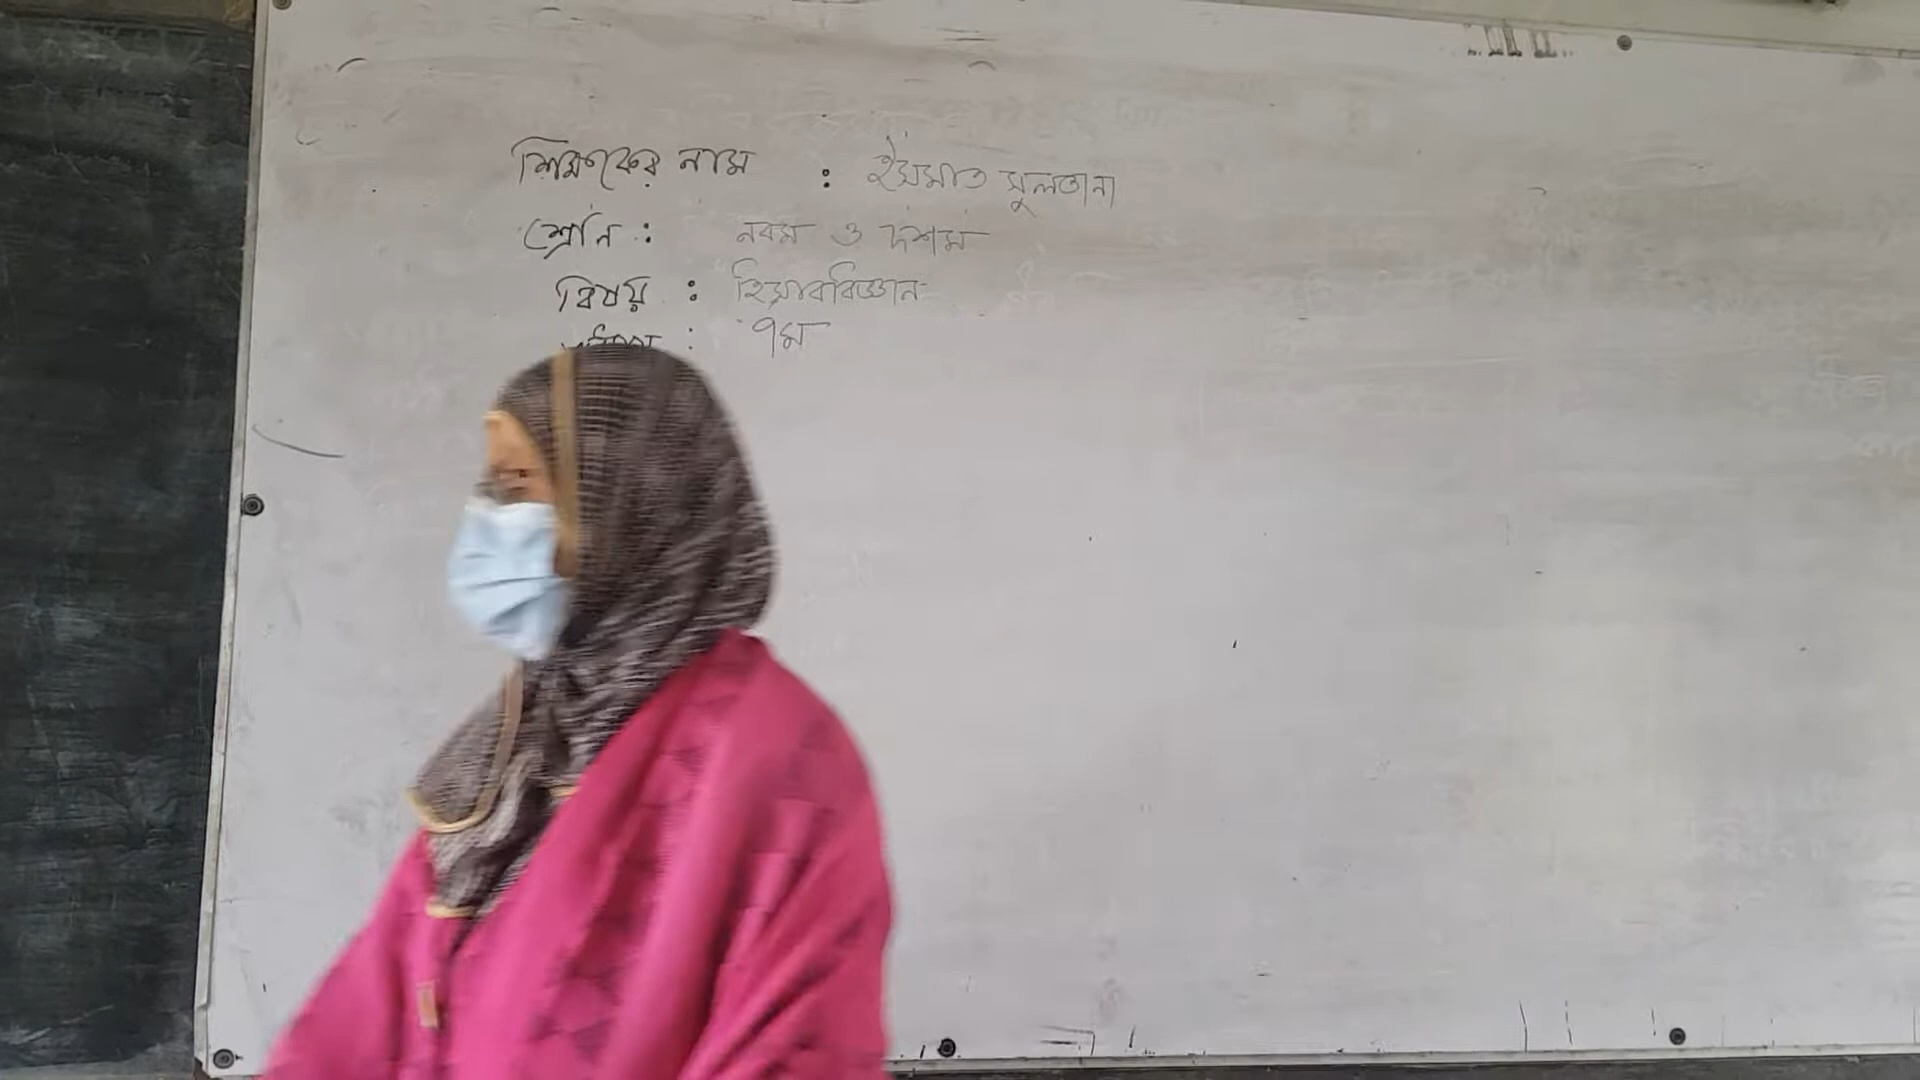 শিক্ষকের নাম : ইসমাত সুলতানা
শ্রেনি : নবম ও দশম
বিষয় : হিসাববিজ্ঞান
: ৭ম